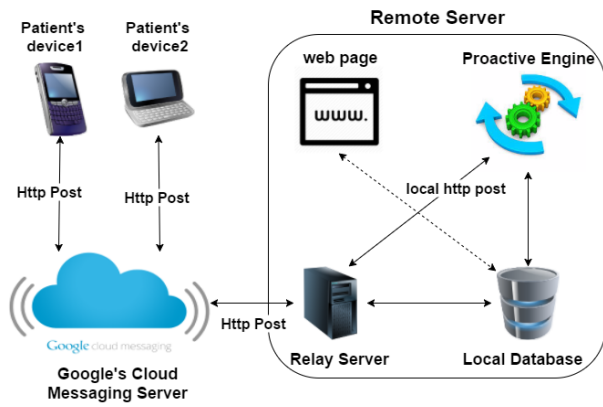 Patient's
device1
Patient's
device2
Remote Server
web page
Proactive Engine
www.
Http Post
Http Post
local http post
Http Post
Google cloud messaging
Google's Cloud
Messaging Server
Relay Server
Local Database